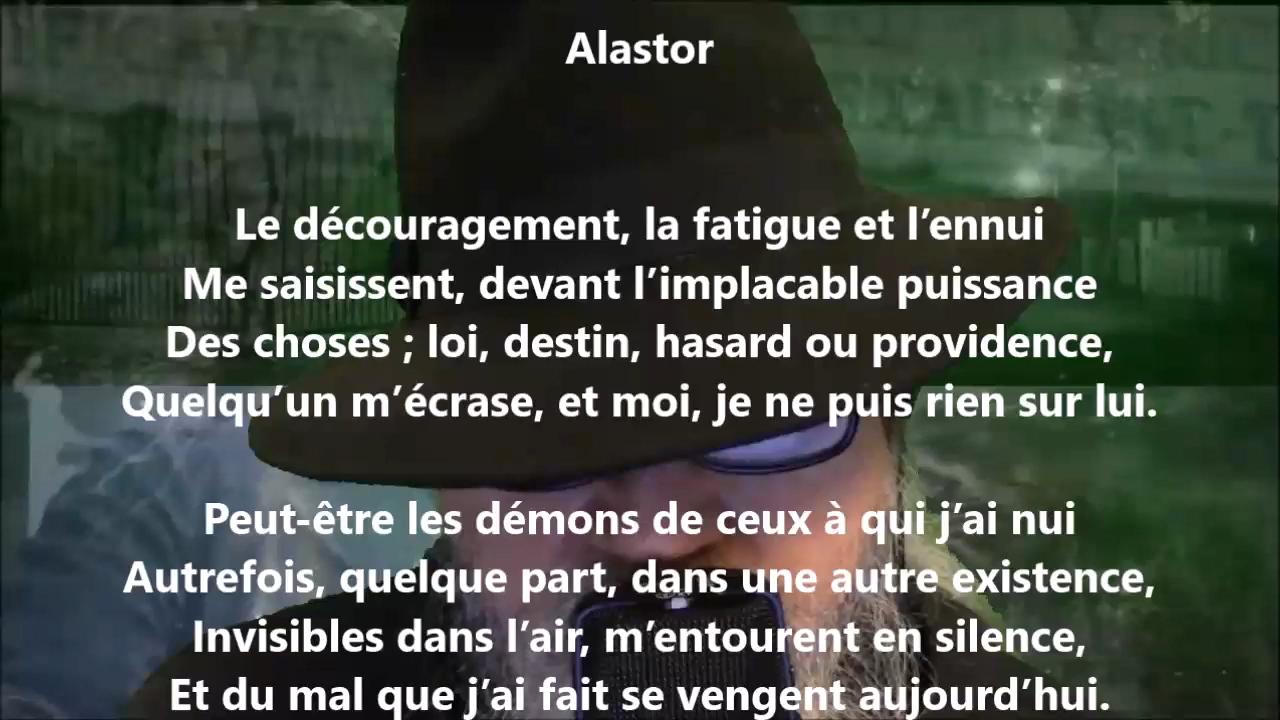 Alastor
Le découragement, la fatigue et l’ennui
Me saisissent, devant l’implacable puissance
Des choses ; loi, destin, hasard ou providence,
Quelqu’un m’écrase, et moi, je ne puis rien sur lui.
Peut-être les démons de ceux à qui j’ai nui
Autrefois, quelque part, dans une autre existence,
Invisibles dans l’air, m’entourent en silence,
Et du mal que j’ai fait se vengent aujourd’hui.